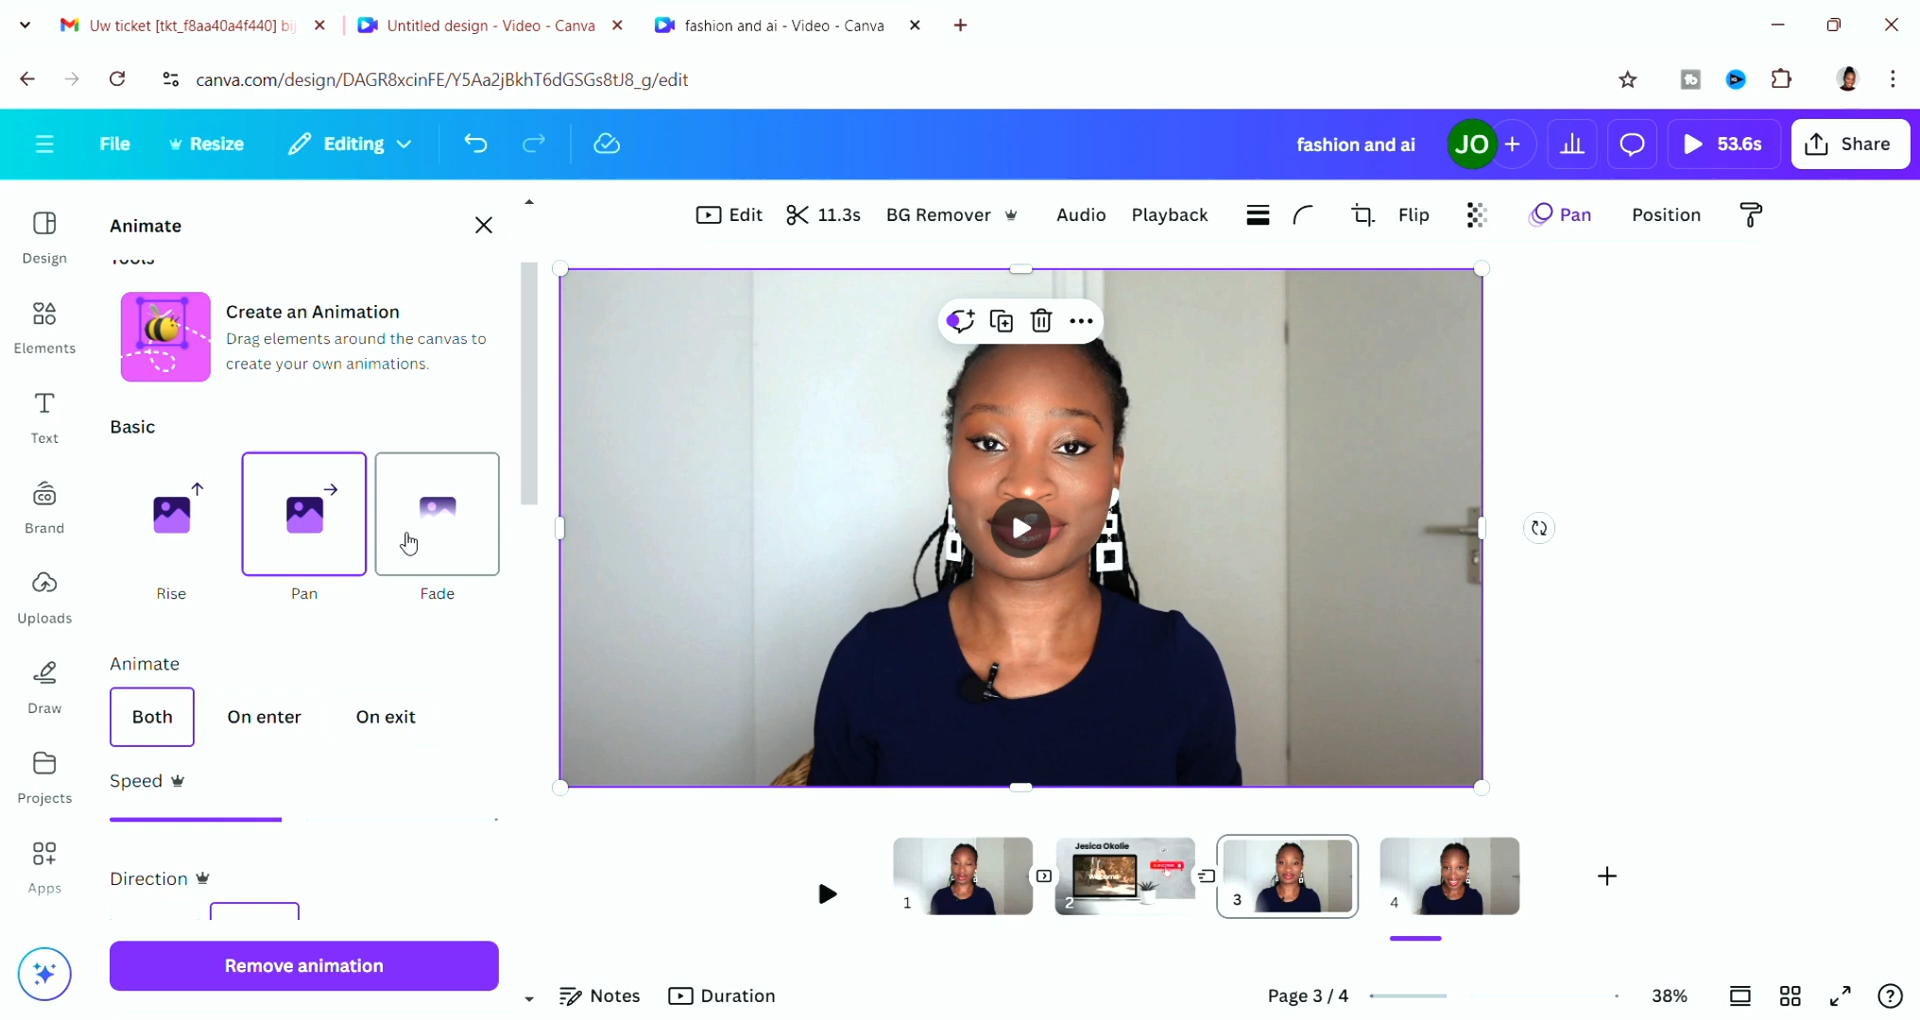 Uw ticket [tkt_f8aa40a4f440] bij
Untitled design - Video - Canva
fashion and ai - Video - Canva
canva.com/design/DAGR8xcinFE/Y5Aa2jBkhT6dGSGs8tJ8_g/edit
File
Resize
Editing
fashion and ai
JO
53.6s
Share
Design
Elements
Text
Brand
Uploads
Draw
Projects
Apps
Animate
Tools
Create an Animation
Drag elements around the canvas to
create your own animations.
Basic
Rise
Pan
Fade
Animate
Both
On enter
On exit
Speed
Direction
Remove animation
Edit
11.3s
BG Remover
Audio
Playback
Flip
Pan
Position
1
Jesica Okolie
Welcome
SUBSCRIBE
2
3
4
Notes
Duration
Page 3 / 4
38%